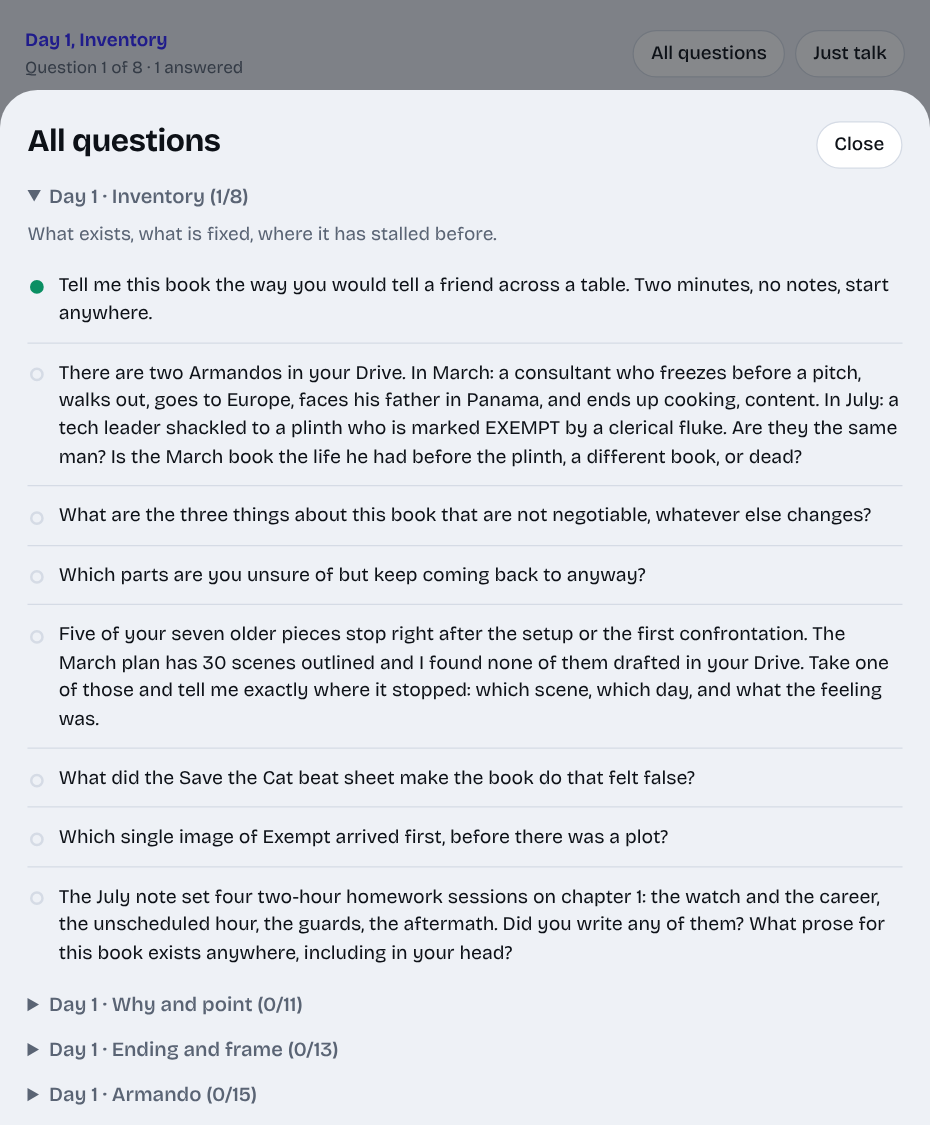 Day 1, Inventory
Question 1 of 8 · 1 answered
All questions
Just talk
All questions
Close
Day 1 · Inventory (1/8)
What exists, what is fixed, where it has stalled before.
Tell me this book the way you would tell a friend across a table. Two minutes, no notes, start
anywhere.
There are two Armandos in your Drive. In March: a consultant who freezes before a pitch,
walks out, goes to Europe, faces his father in Panama, and ends up cooking, content. In July: a
tech leader shackled to a plinth who is marked EXEMPT by a clerical fluke. Are they the same
man? Is the March book the life he had before the plinth, a different book, or dead?
What are the three things about this book that are not negotiable, whatever else changes?
Which parts are you unsure of but keep coming back to anyway?
Five of your seven older pieces stop right after the setup or the first confrontation. The
March plan has 30 scenes outlined and I found none of them drafted in your Drive. Take one
of those and tell me exactly where it stopped: which scene, which day, and what the feeling
was.
What did the Save the Cat beat sheet make the book do that felt false?
Which single image of Exempt arrived first, before there was a plot?
The July note set four two-hour homework sessions on chapter 1: the watch and the career,
the unscheduled hour, the guards, the aftermath. Did you write any of them? What prose for
this book exists anywhere, including in your head?
Day 1 · Why and point (0/11)
Day 1 · Ending and frame (0/13)
Day 1 · Armando (0/15)